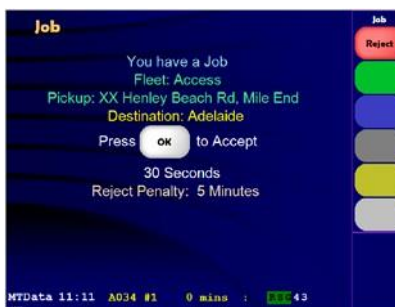 Job
Job
Reject
You have a Job
Fleet: Access
Pickup: XX Henley Beach Rd, Mile End
Destination: Adelaide
Press OK to Accept
30 Seconds
Reject Penalty: 5 Minutes
MTData 11:11 A034 #1 0 mins : 43